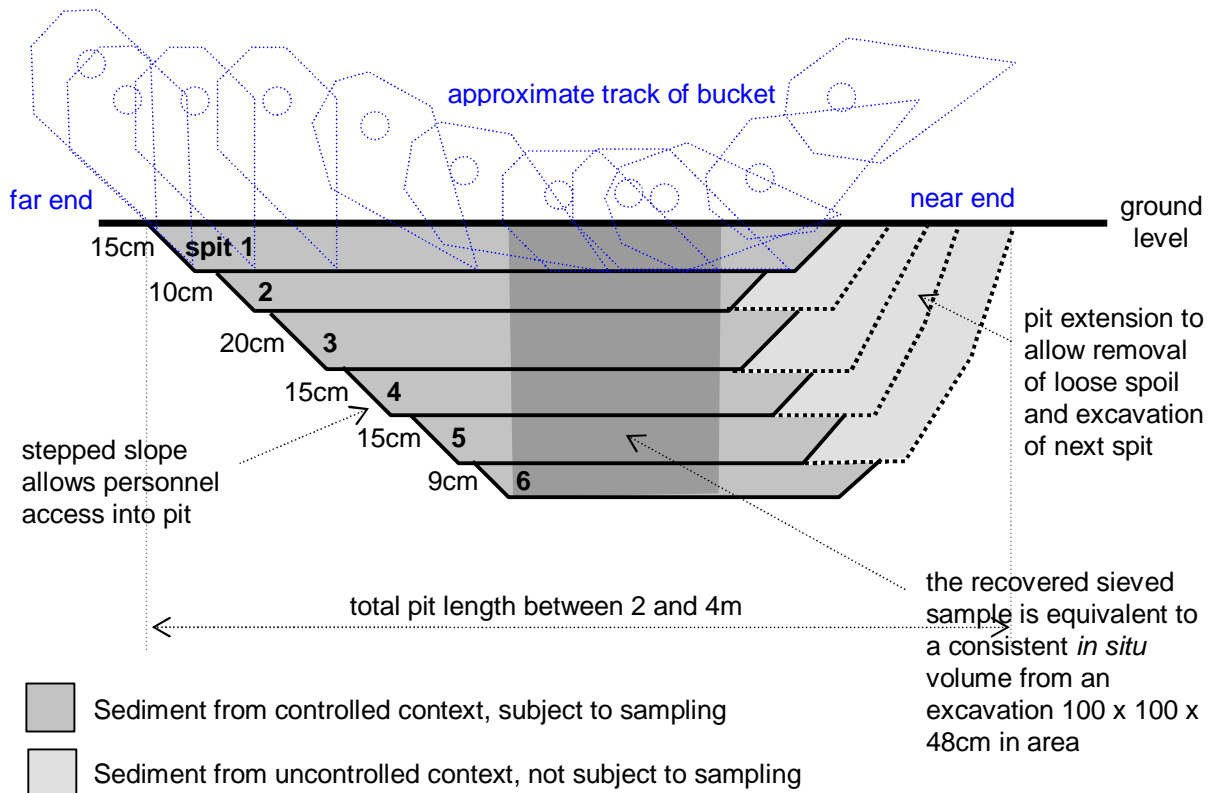 approximate track of bucket
far end
near end
ground
level
15cm
spit 1
10cm
2
20cm
3
15cm
4
15cm
5
9cm
6
stepped slope
allows personnel
access into pit
pit extension to
allow removal
of loose spoil
and excavation
of next spit
total pit length between 2 and 4m
the recovered sieved
sample is equivalent to
a consistent in situ
volume from an
excavation 100 x 100 x
48cm in area
Sediment from controlled context, subject to sampling
Sediment from uncontrolled context, not subject to sampling